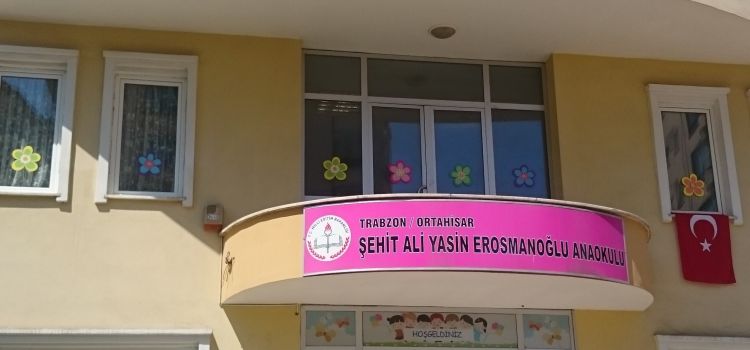 TRABZON / ORTAHİSAR
ŞEHİT ALİ YASİN EROSMANOĞLU ANAOKULU
HOŞGELDİNİZ